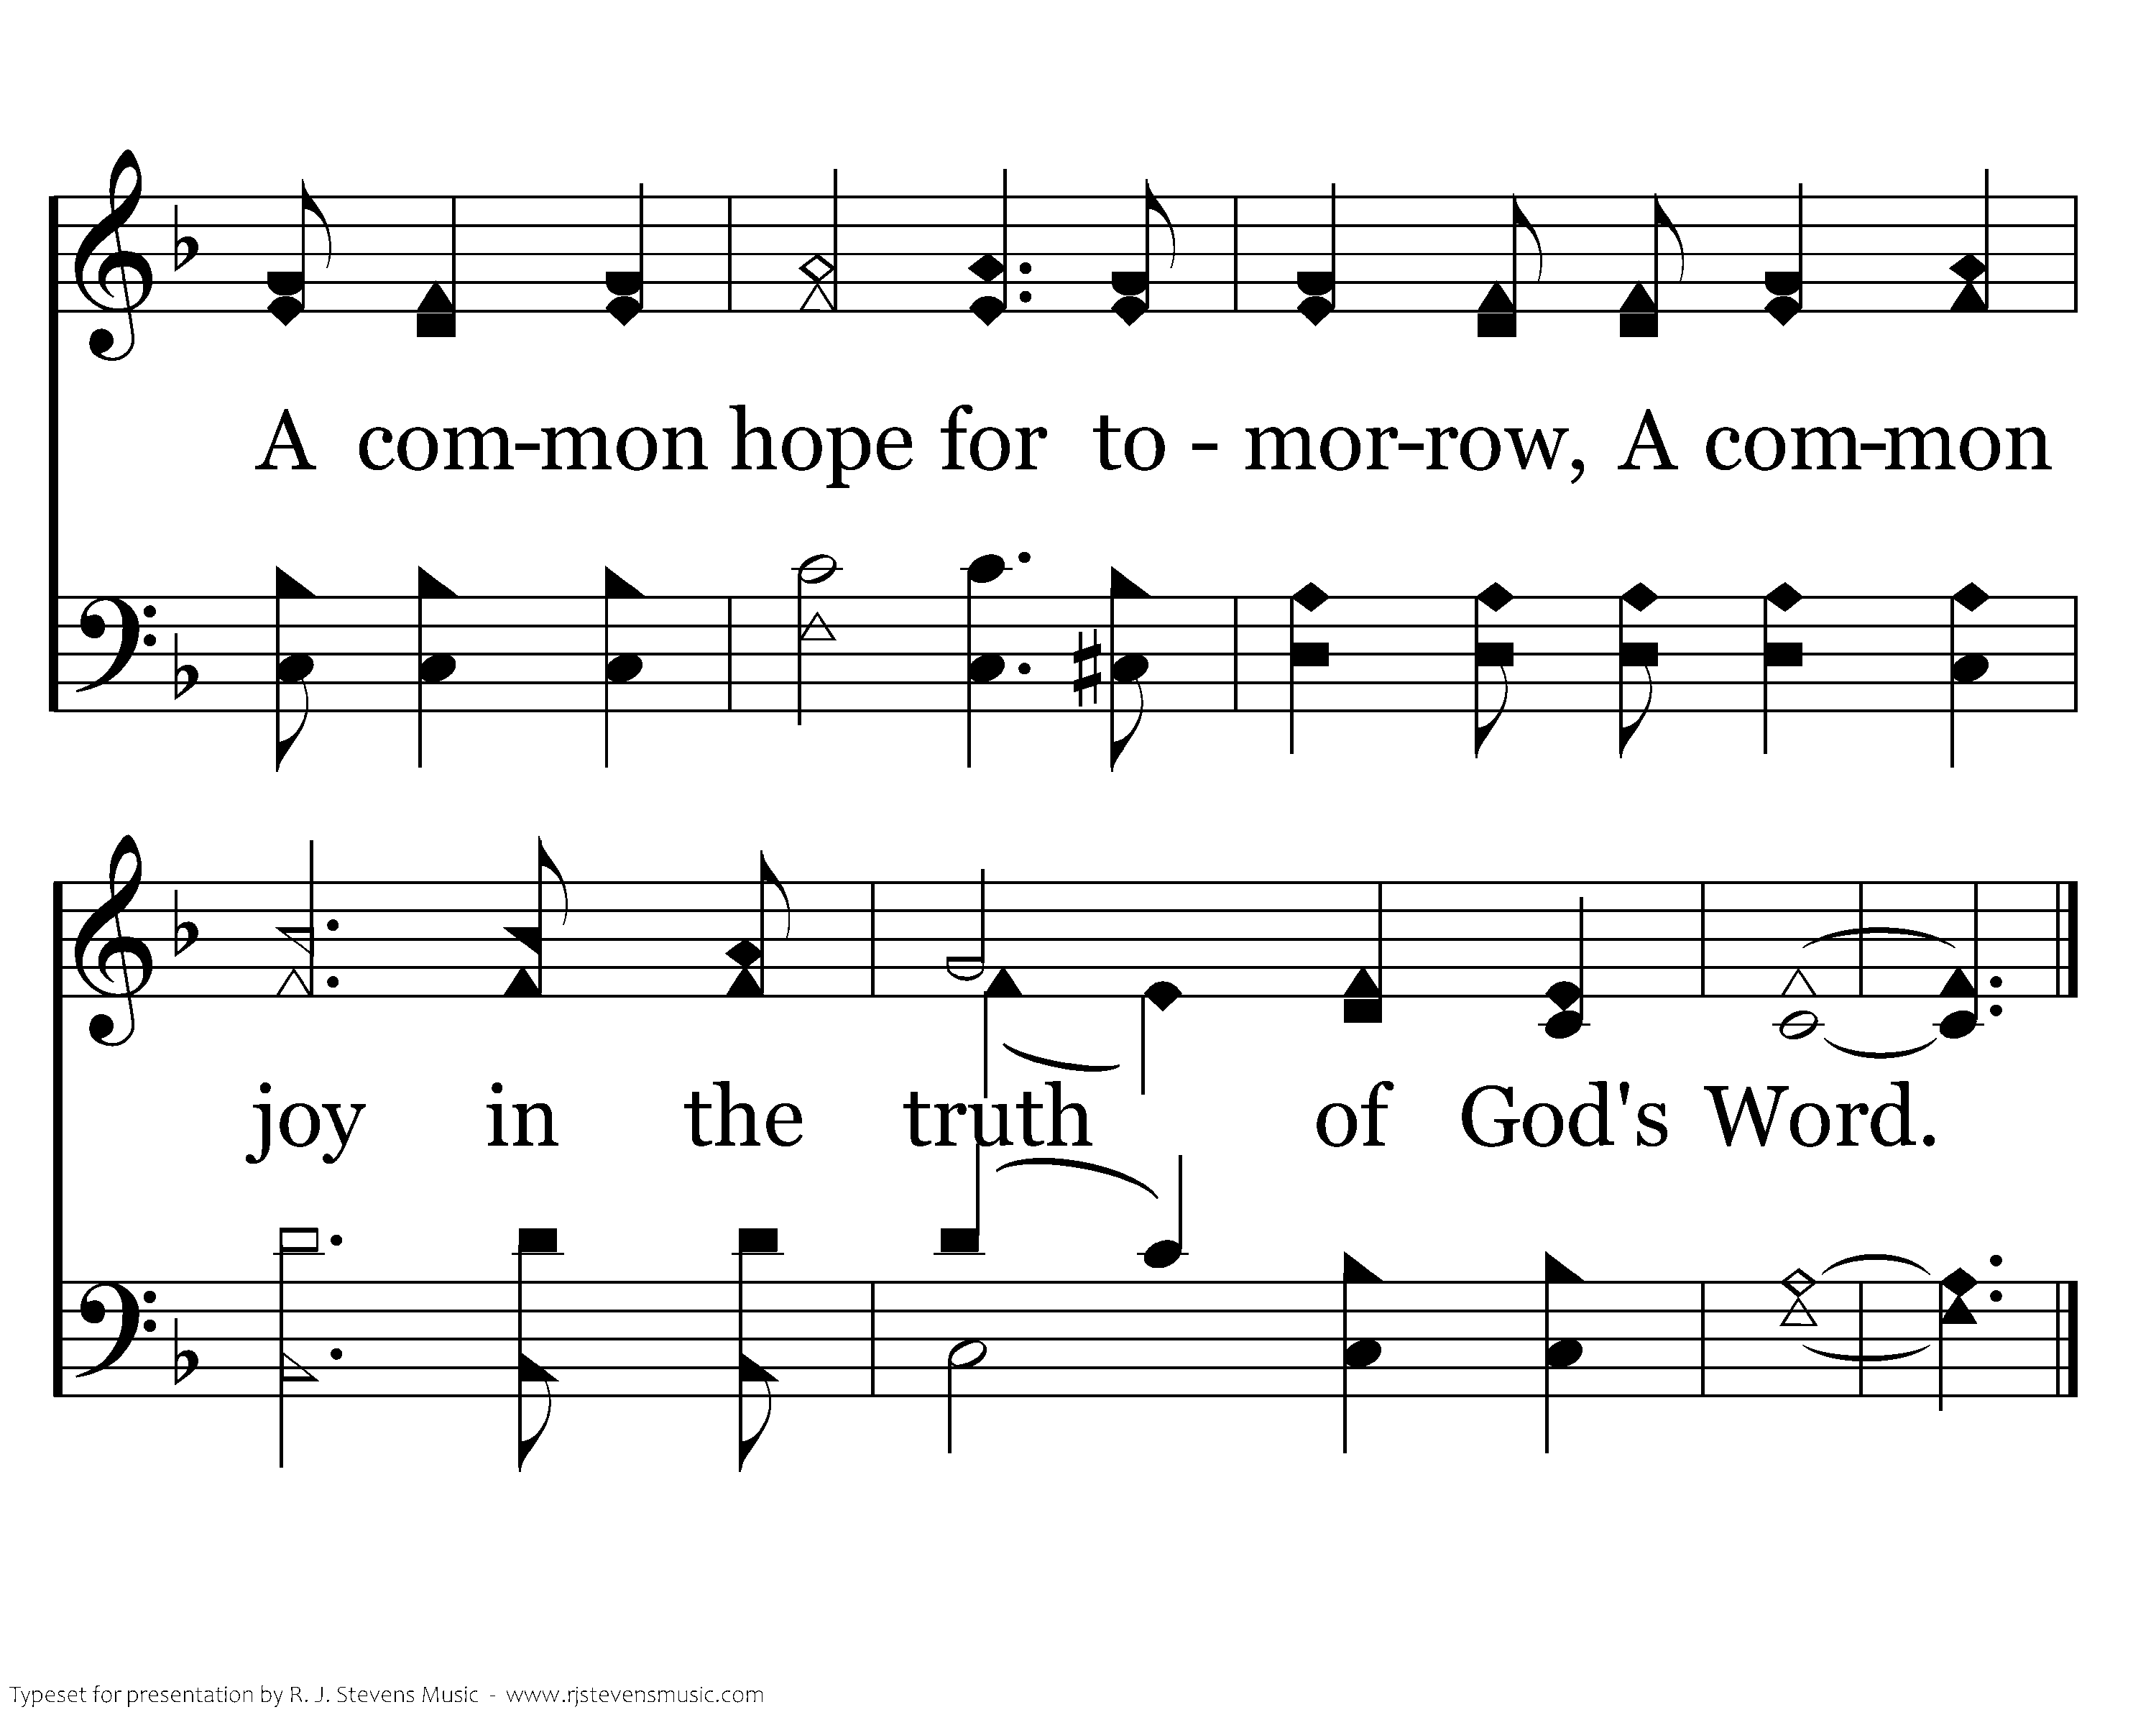 A com-mon hope for to - mor-row, A com-mon
joy in the truth of God's Word.
Typeset for presentation by R. J. Stevens Music - www.rjstevensmusic.com